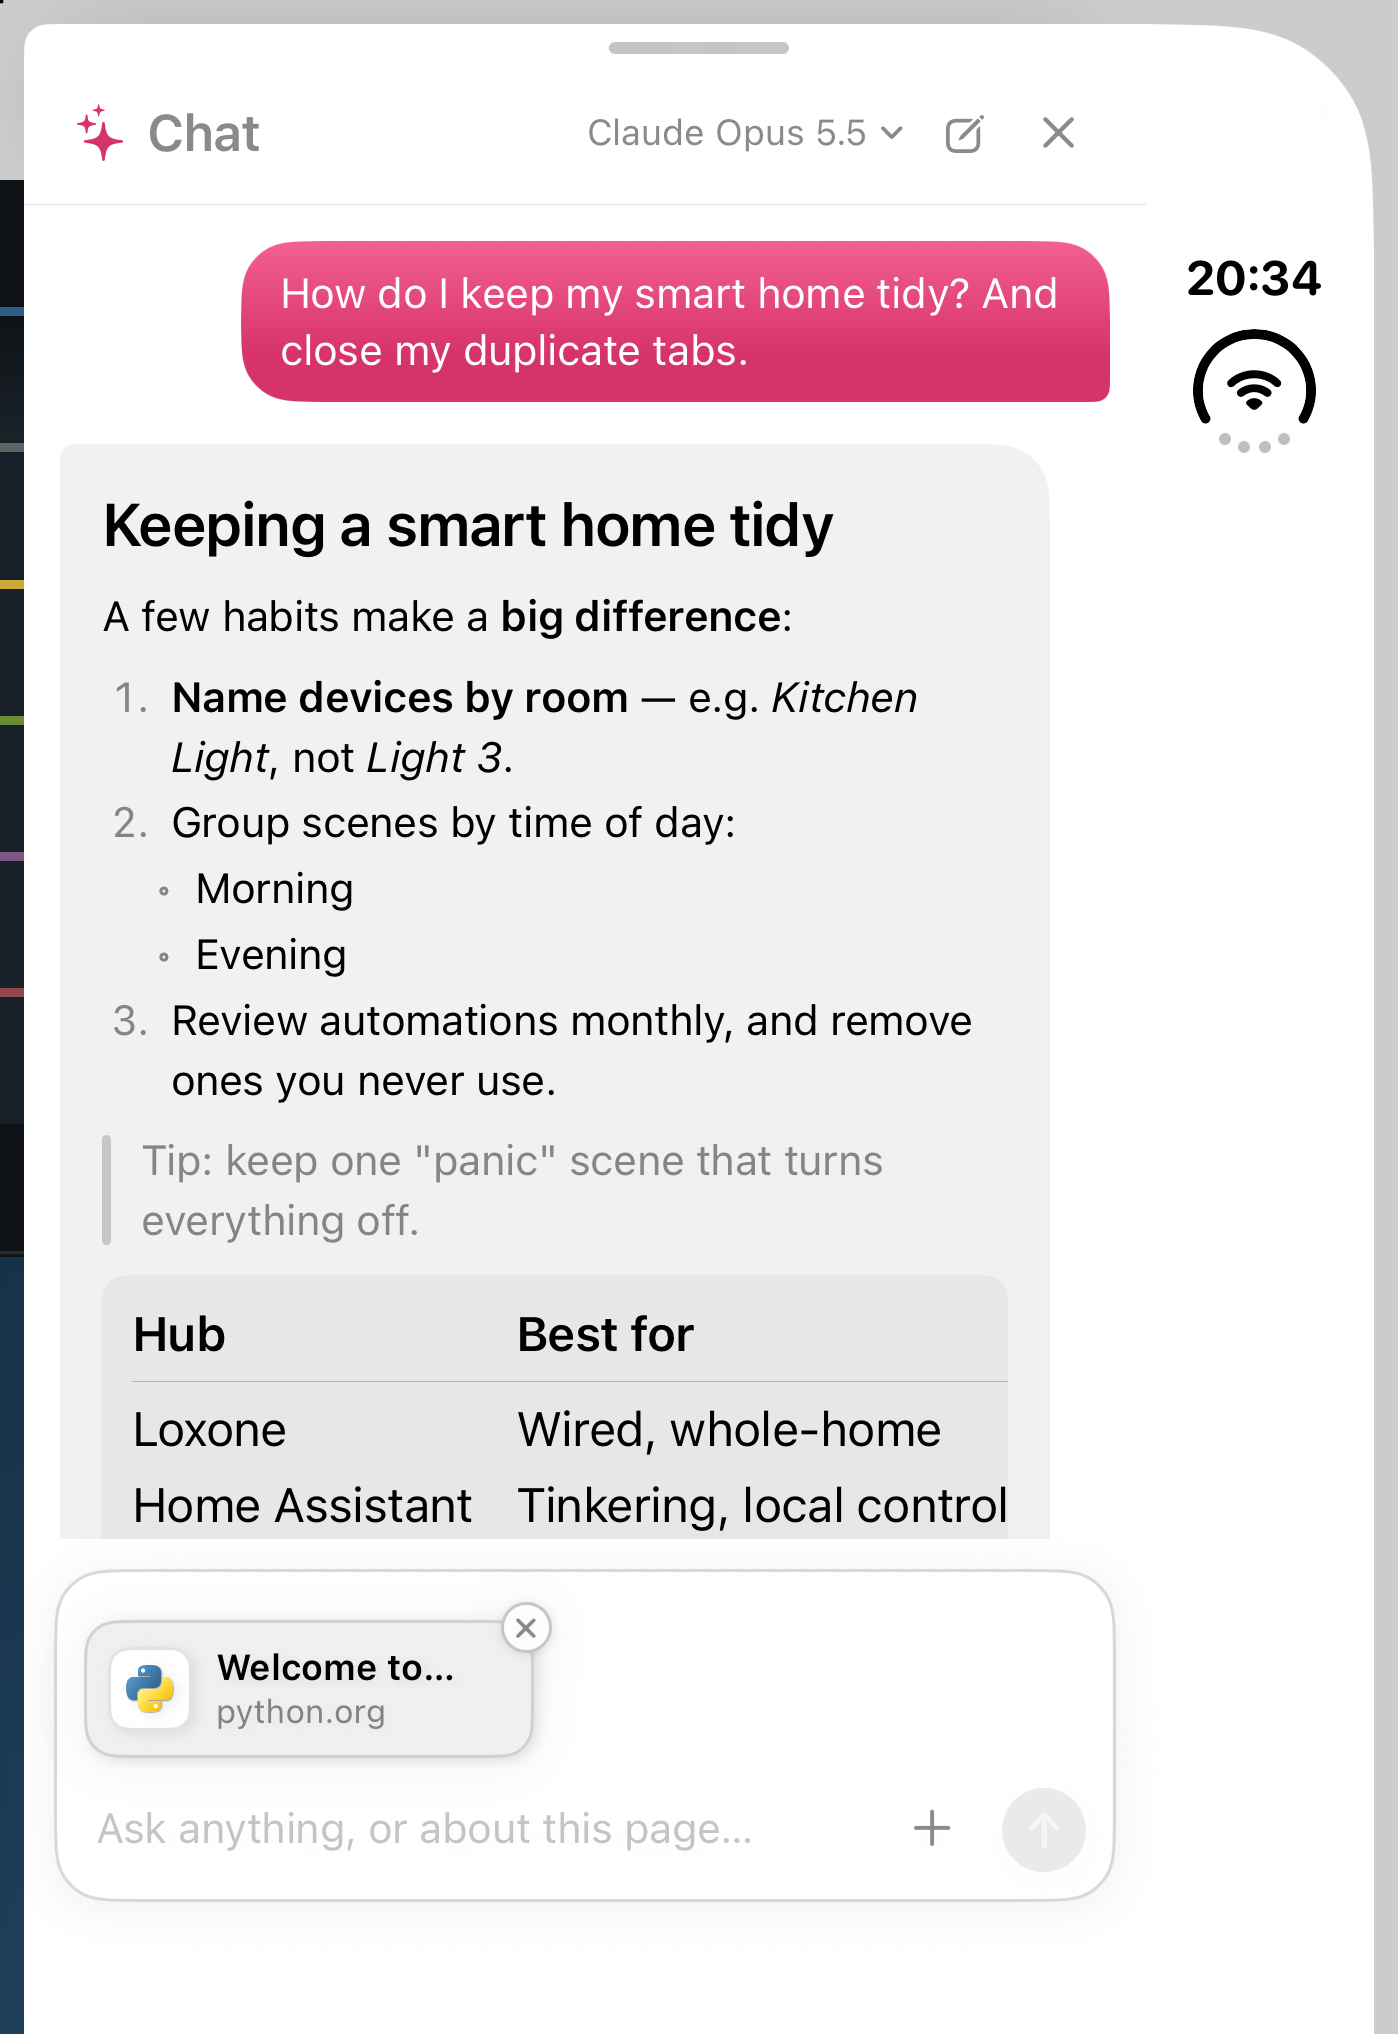 Chat
Claude Opus 5.5
20:34
How do I keep my smart home tidy? And
close my duplicate tabs.
Keeping a smart home tidy
A few habits make a big difference:
1. Name devices by room — e.g. Kitchen
Light, not Light 3.
2. Group scenes by time of day:
◦ Morning
◦ Evening
3. Review automations monthly, and remove
ones you never use.
Tip: keep one "panic" scene that turns
everything off.
Hub Best for
Loxone Wired, whole-home
Home Assistant Tinkering, local control
Welcome to...
python.org
Ask anything, or about this page...